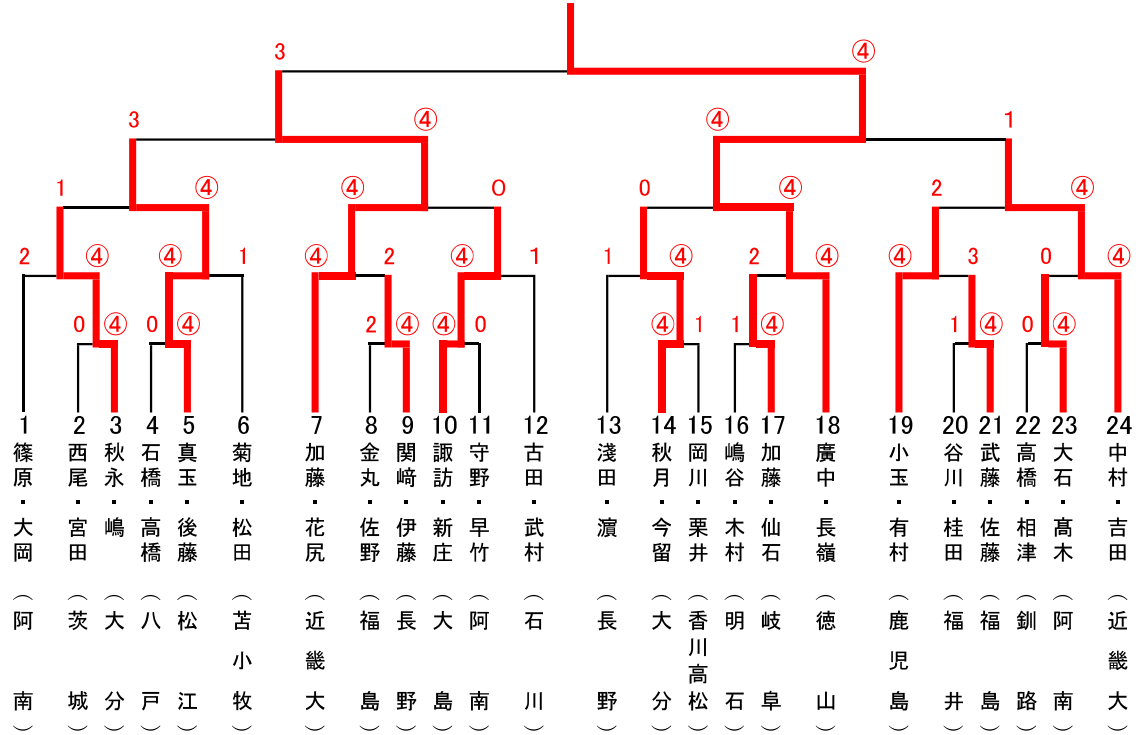 3 ④
3 ④ ④ 1
1 ④ ④ 0 0 ④ 2 ④
2 ④ ④ 1 ④ 2 ④ 1 1 ④ 2 ④ ④ 3 0 ④
0 ④ 0 ④ 2 ④ ④ 0 ④ 1 1 ④ 1 ④ 0 ④
1 篠原・大岡（阿南）
2 西尾・宮田（茨城）
3 秋永・嶋（大分）
4 石橋・高橋（八戸）
5 真玉・後藤（松江）
6 菊地・松田（苫小牧）
7 加藤・花尻（近畿大）
8 金丸・佐野（福島）
9 関﨑・伊藤（長野）
10 諏訪・新庄（大島）
11 守野・早竹（阿南）
12 古田・武村（石川）
13 淺田・濵（長野）
14 秋月・今留（大分）
15 岡川・栗井（香川高松）
16 嶋谷・木村（明石）
17 加藤・仙石（岐阜）
18 廣中・長嶺（徳山）
19 小玉・有村（鹿児島）
20 谷川・桂田（福井）
21 武藤・佐藤（福島）
22 高橋・相津（釧路）
23 大石・髙木（阿南）
24 中村・吉田（近畿大）